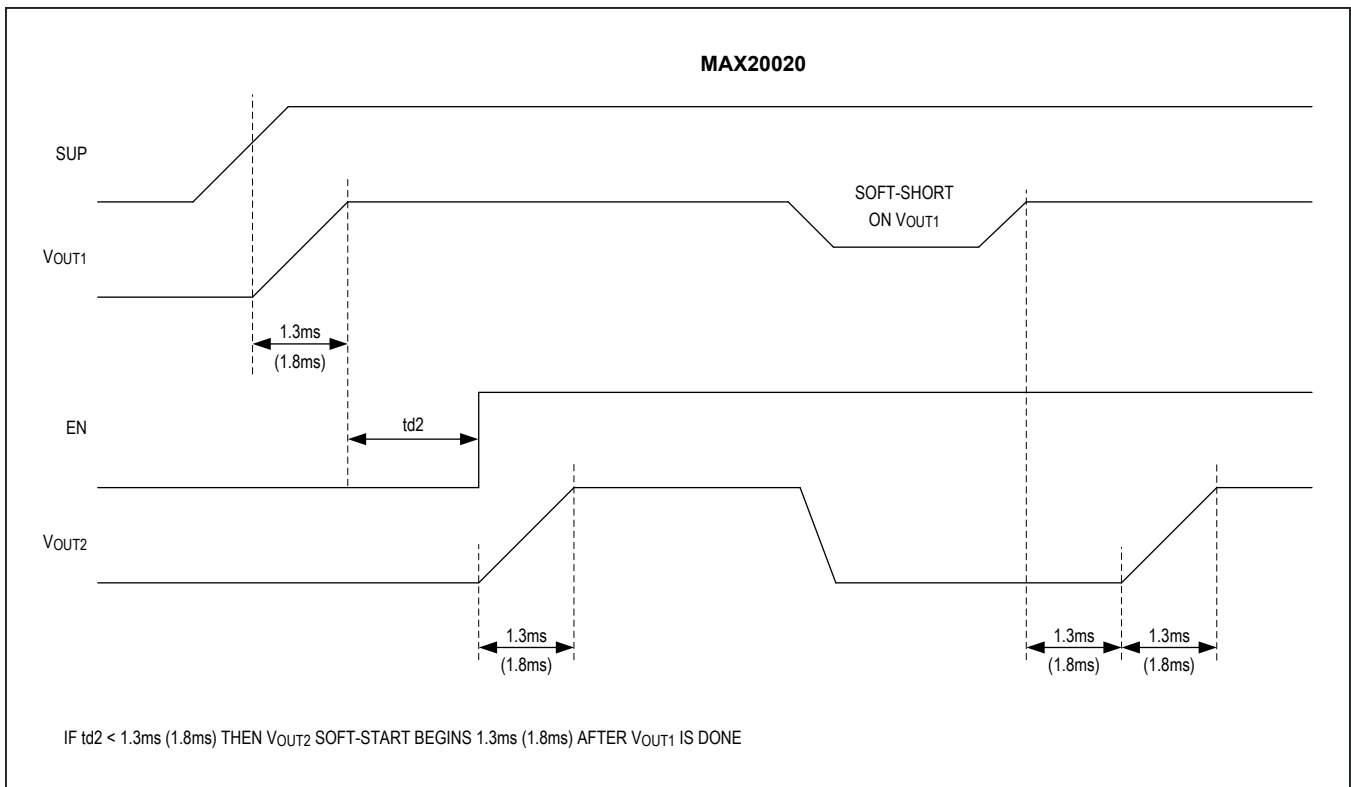 MAX20020
SUP
SOFT-SHORT
ON VOUT1
VOUT1
1.3ms
(1.8ms)
td2
EN
VOUT2
1.3ms
(1.8ms)
1.3ms
(1.8ms)
1.3ms
(1.8ms)
IF td2 < 1.3ms (1.8ms) THEN VOUT2 SOFT-START BEGINS 1.3ms (1.8ms) AFTER VOUT1 IS DONE